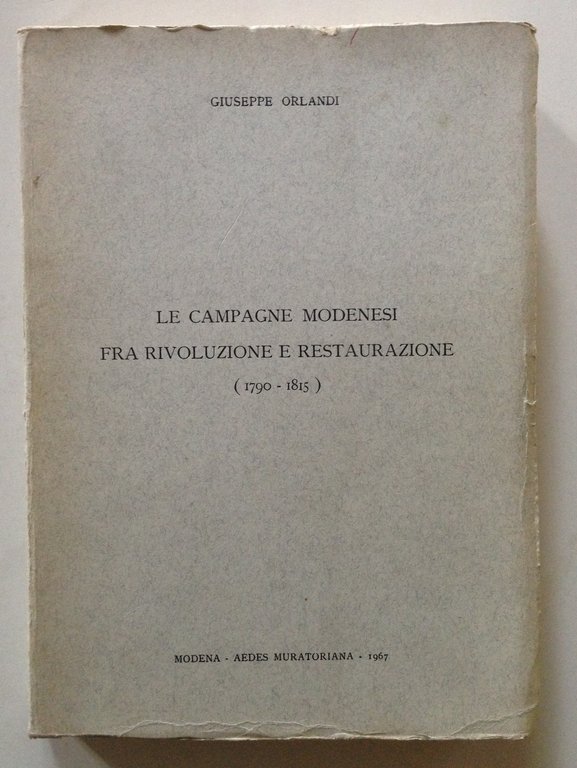 GIUSEPPE ORLANDI
LE CAMPAGNE MODENESI
FRA RIVOLUZIONE E RESTAURAZIONE
( 1790 - 1815 )
MODENA - AEDES MURATORIANA - 1967